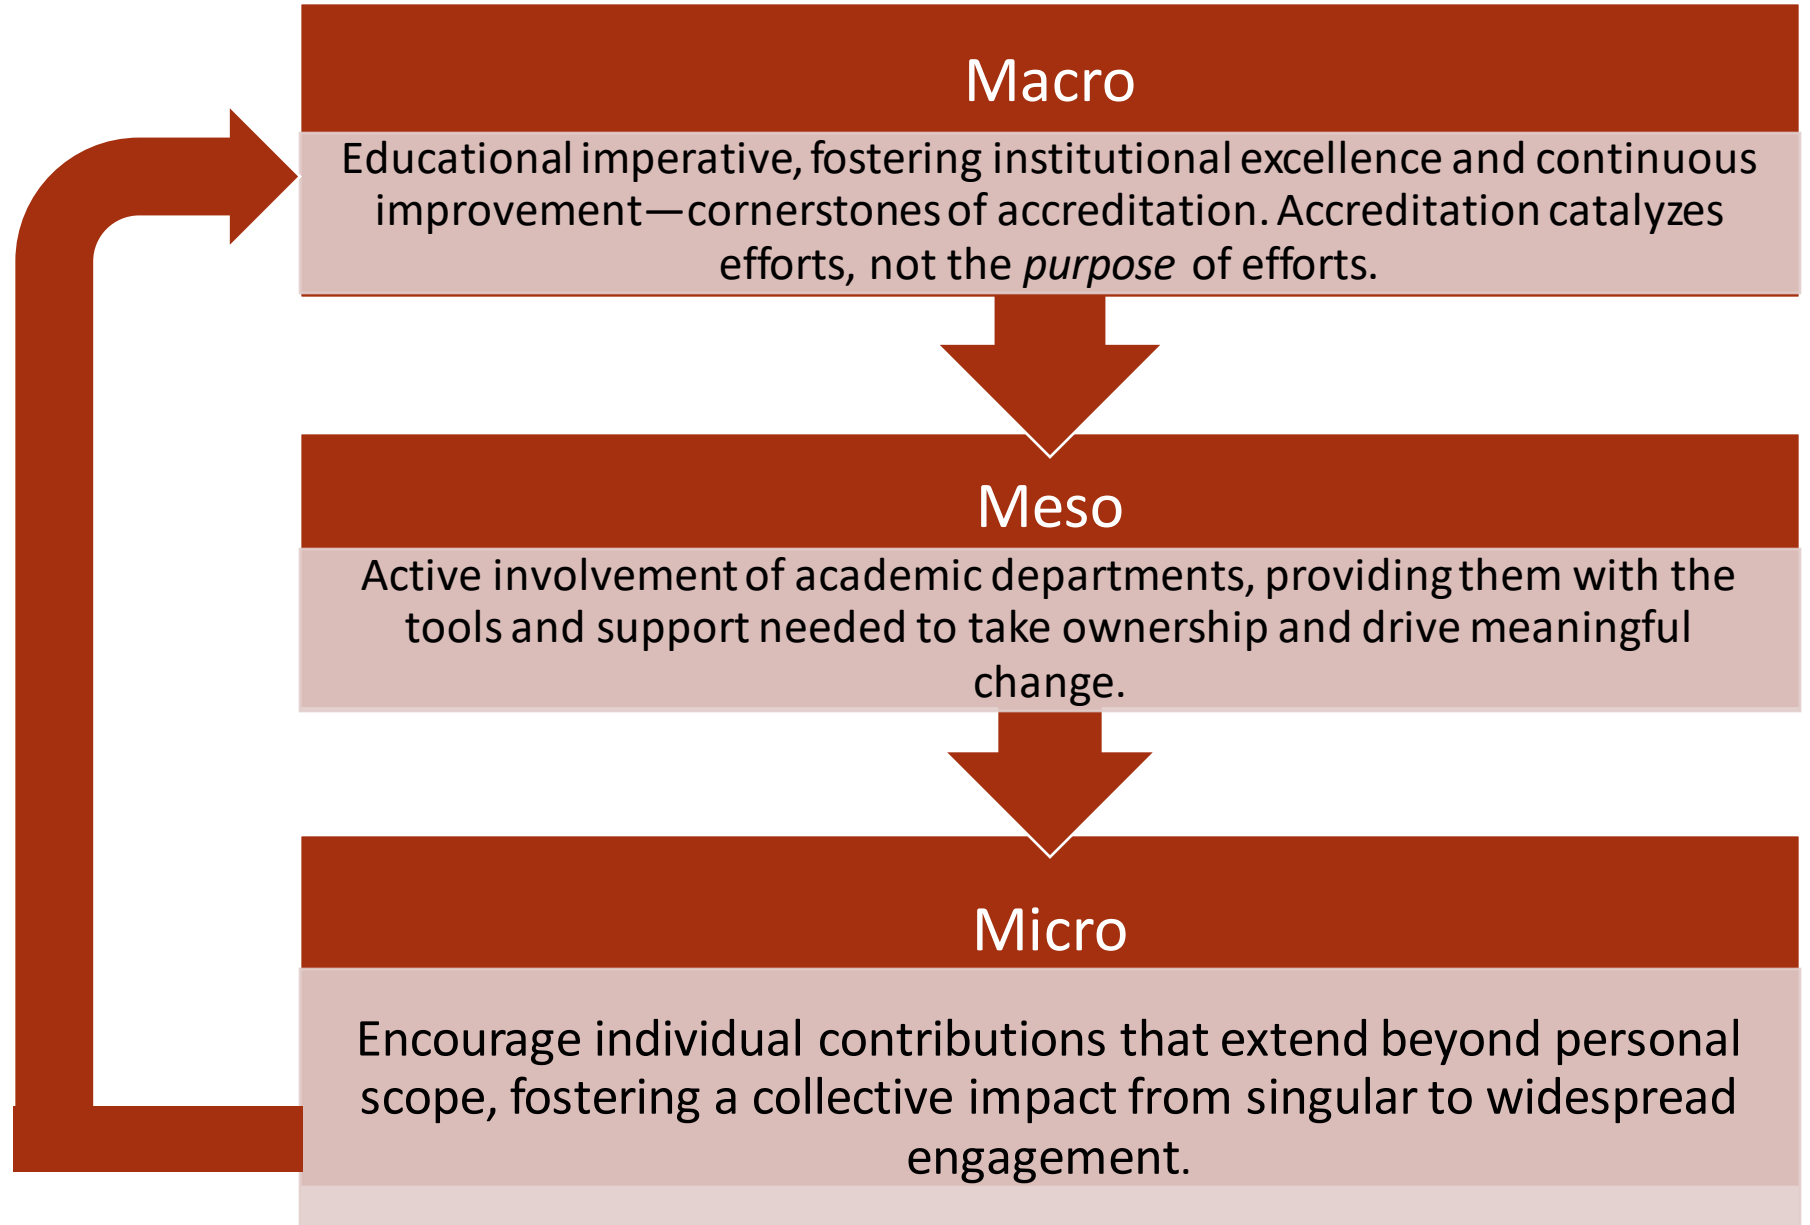 Macro
Educational imperative, fostering institutional excellence and continuous
improvement—cornerstones of accreditation. Accreditation catalyzes
efforts, not the purpose of efforts.
Meso
Active involvement of academic departments, providing them with the
tools and support needed to take ownership and drive meaningful
change.
Micro
Encourage individual contributions that extend beyond personal
scope, fostering a collective impact from singular to widespread
engagement.